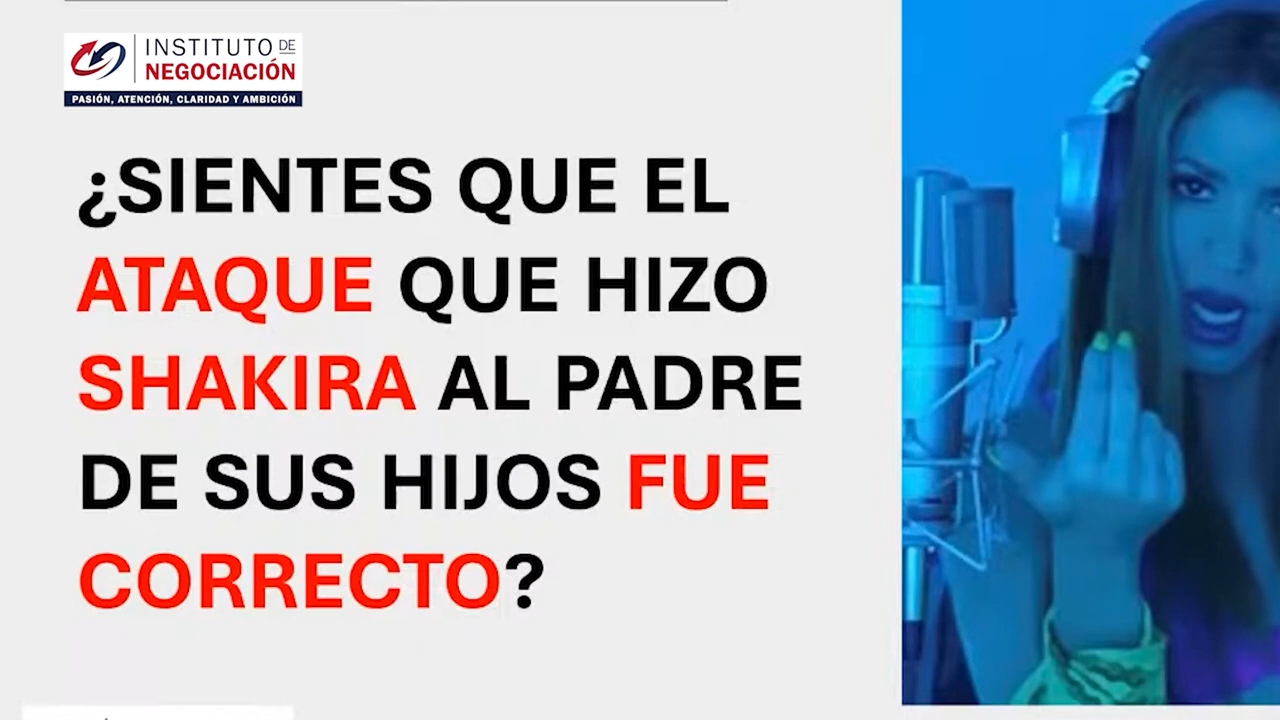 INSTITUTO DE
NEGOCIACIÓN
PASIÓN, ATENCIÓN, CLARIDAD Y AMBICIÓN
¿SIENTES QUE EL
ATAQUE QUE HIZO
SHAKIRA AL PADRE
DE SUS HIJOS FUE
CORRECTO?